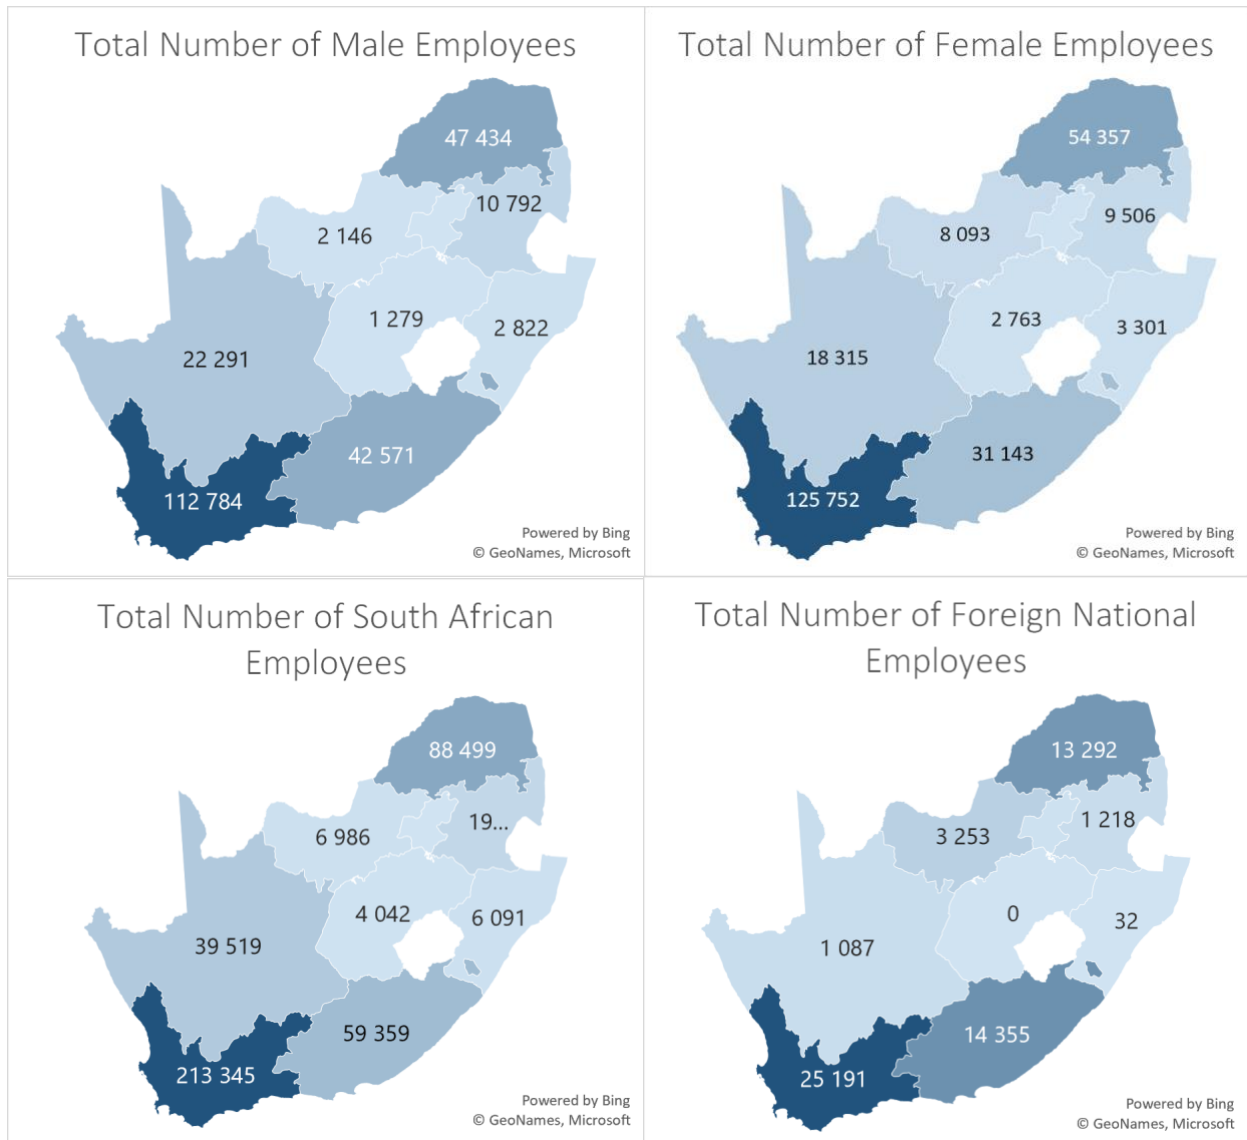 Total Number of Male Employees
47 434
10 792
2 146
1 279
2 822
22 291
42 571
112 784
Powered by Bing
© GeoNames, Microsoft
Total Number of Female Employees
54 357
9 506
8 093
2 763
3 301
18 315
31 143
125 752
Powered by Bing
© GeoNames, Microsoft
Total Number of South African
Employees
88 499
19...
6 986
4 042
6 091
39 519
59 359
213 345
Powered by Bing
© GeoNames, Microsoft
Total Number of Foreign National
Employees
13 292
1 218
3 253
0
32
1 087
14 355
25 191
Powered by Bing
© GeoNames, Microsoft